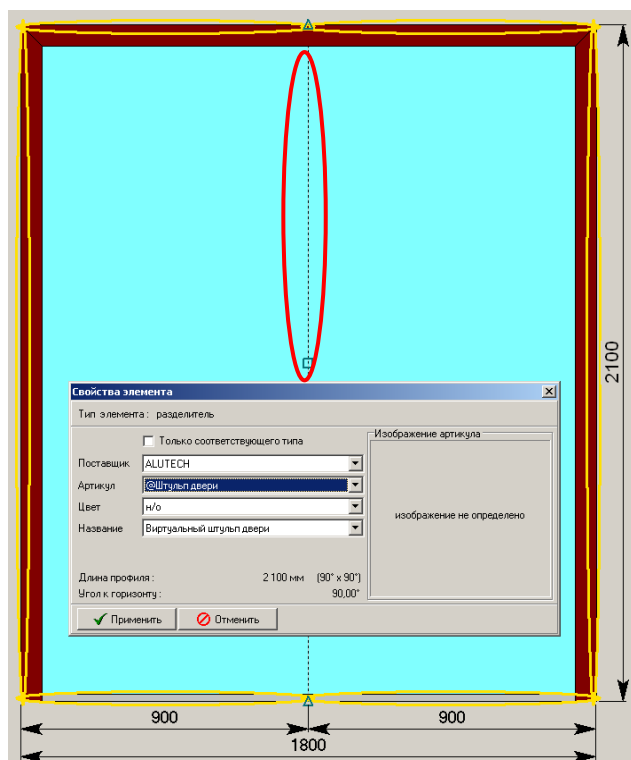 2100
Свойства элемента
Тип элемента: разделитель
Только соответствующего типа
Изображение артикула
Поставщик ALUTECH
Артикул @Штульп двери
Цвет н/о
изображение не определено
Название Виртуальный штульп двери
Длина профиля: 2 100 мм (90° x 90°)
Угол к горизонту: 90,00°
Применить Отменить
900 900
1800